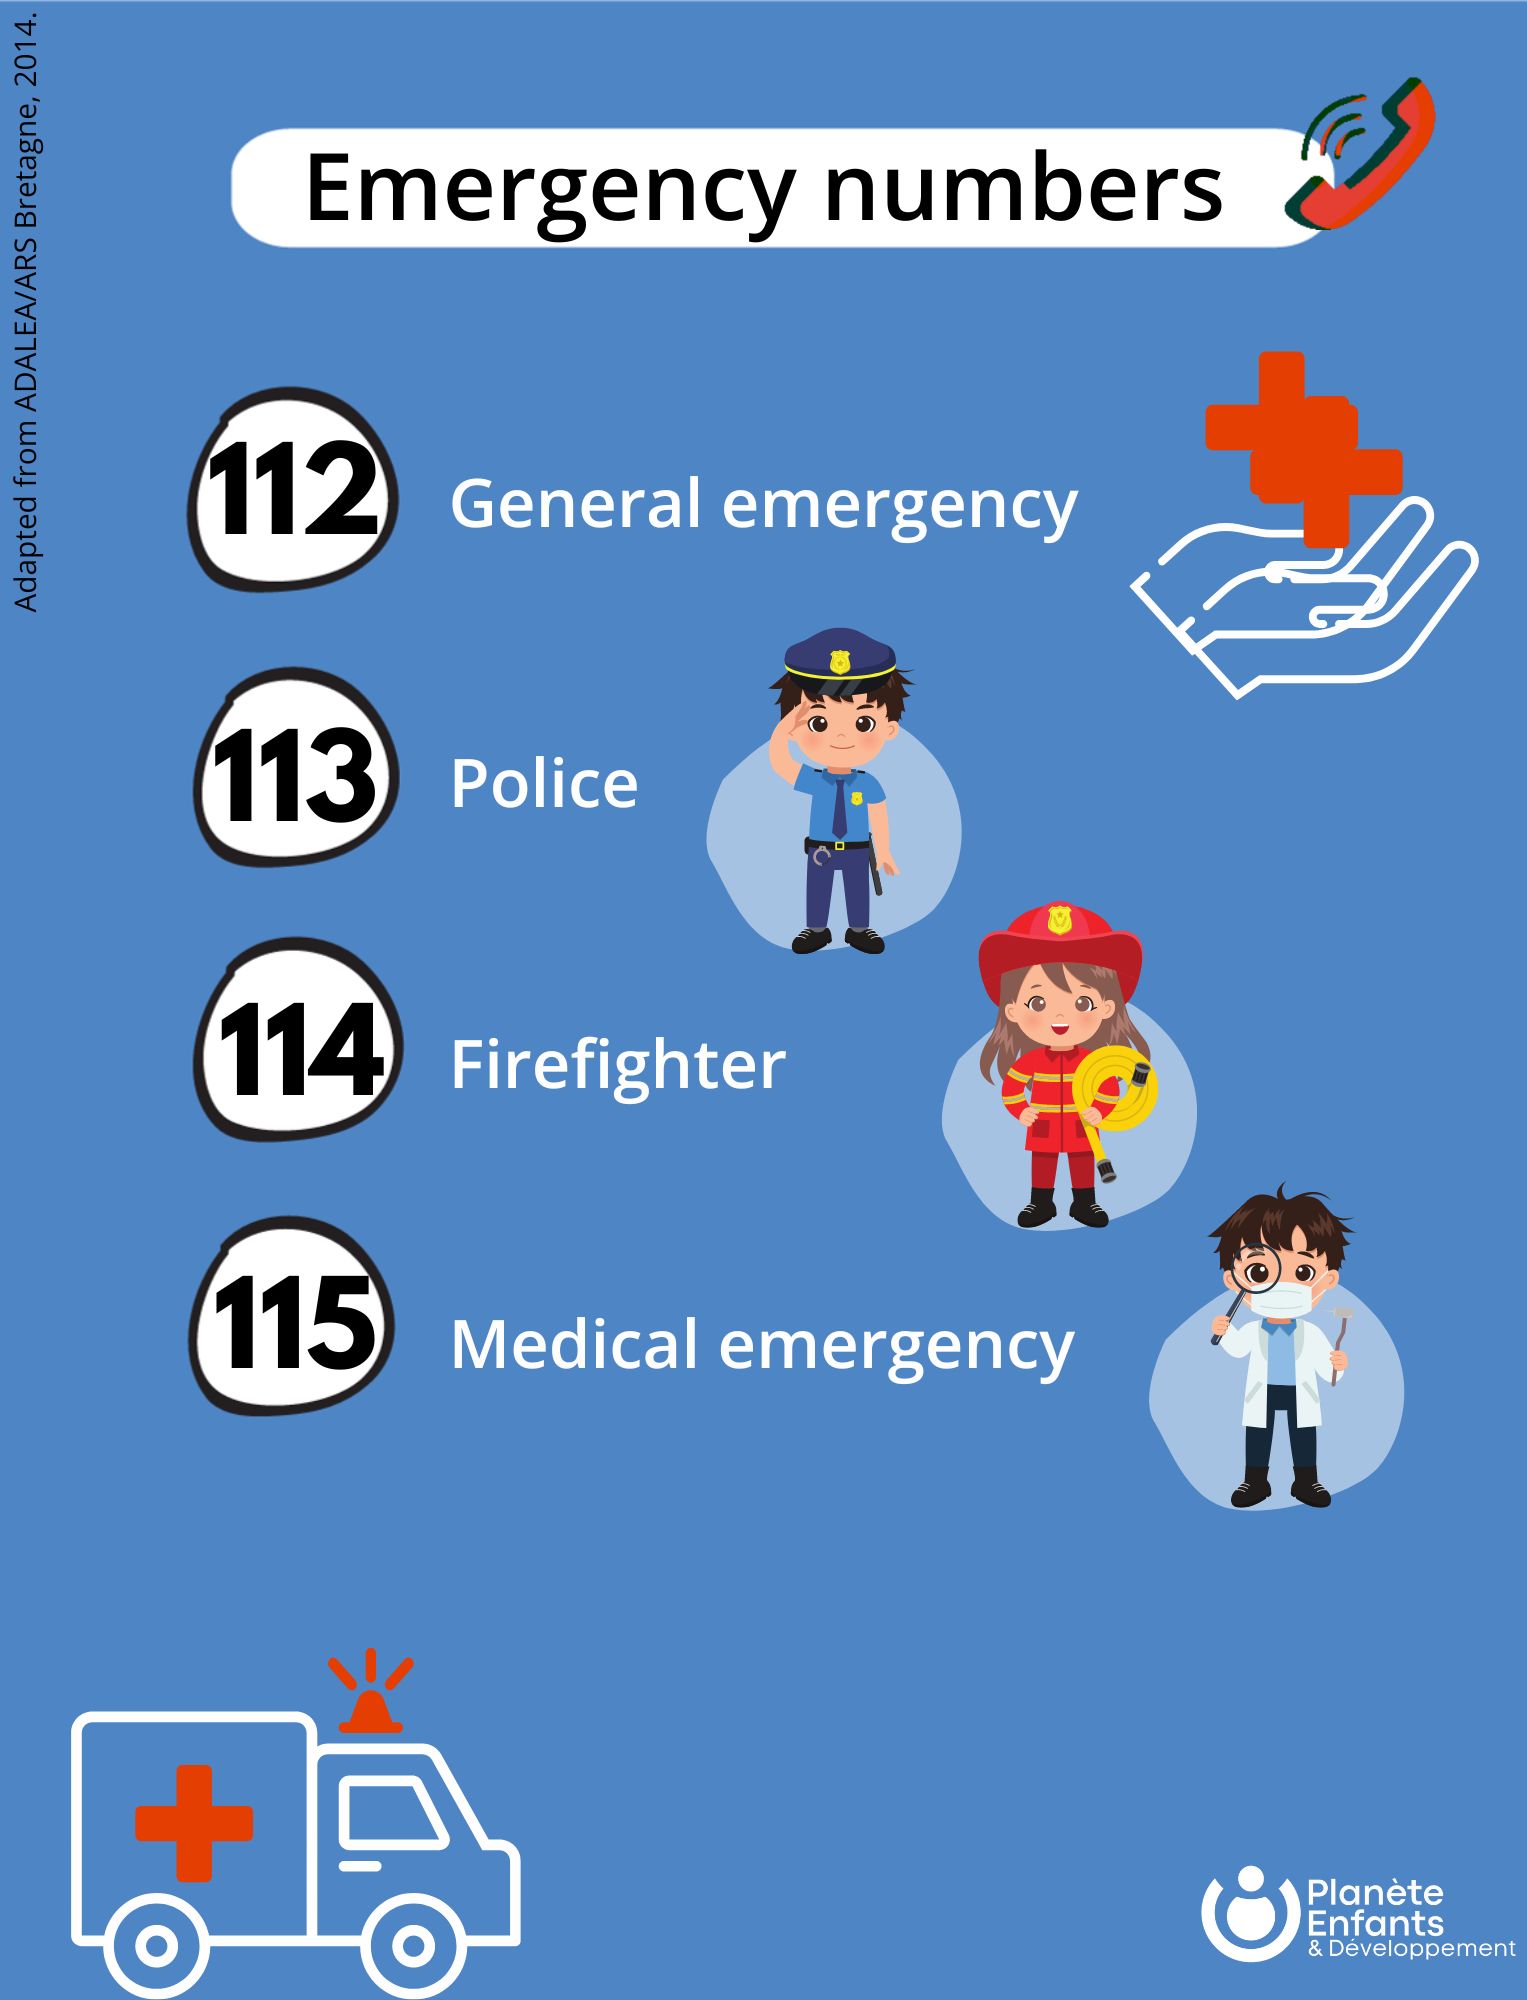 Adapted from ADALEA/ARS Bretagne, 2014.
Emergency numbers
112 General emergency
113 Police
114 Firefighter
115 Medical emergency
Planète
Enfants
& Développement